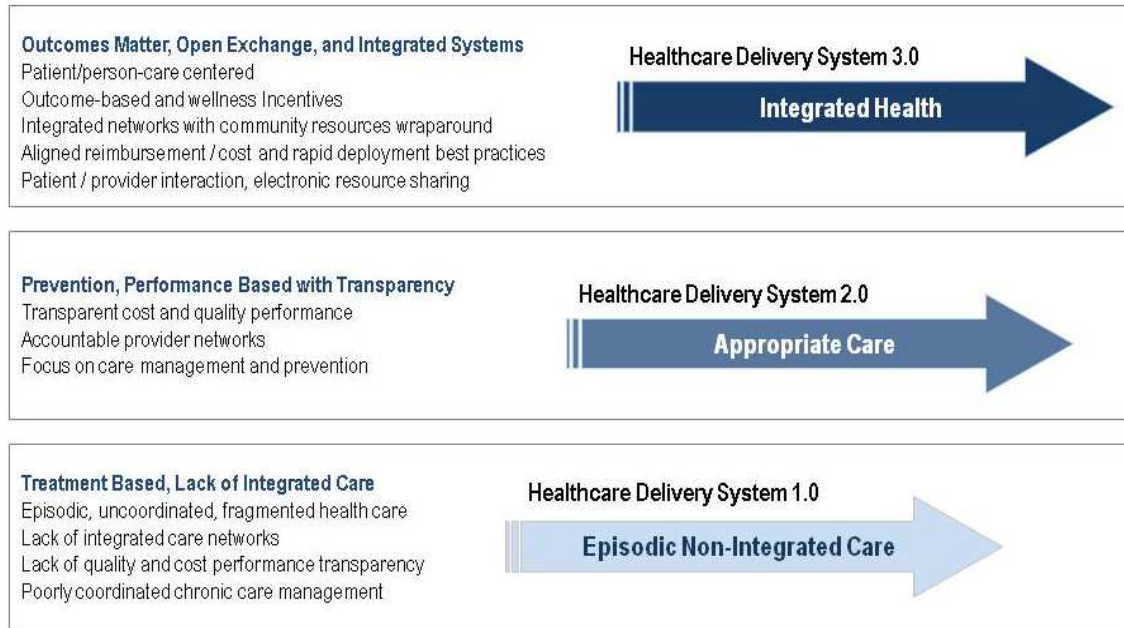 Outcomes Matter, Open Exchange, and Integrated Systems
Patient/person-care centered
Outcome-based and wellness Incentives
Integrated networks with community resources wraparound
Aligned reimbursement / cost and rapid deployment best practices
Patient / provider interaction, electronic resource sharing
Healthcare Delivery System 3.0
Integrated Health
Prevention, Performance Based with Transparency
Transparent cost and quality performance
Accountable provider networks
Focus on care management and prevention
Healthcare Delivery System 2.0
Appropriate Care
Treatment Based, Lack of Integrated Care
Episodic, uncoordinated, fragmented health care
Lack of integrated care networks
Lack of quality and cost performance transparency
Poorly coordinated chronic care management
Healthcare Delivery System 1.0
Episodic Non-Integrated Care